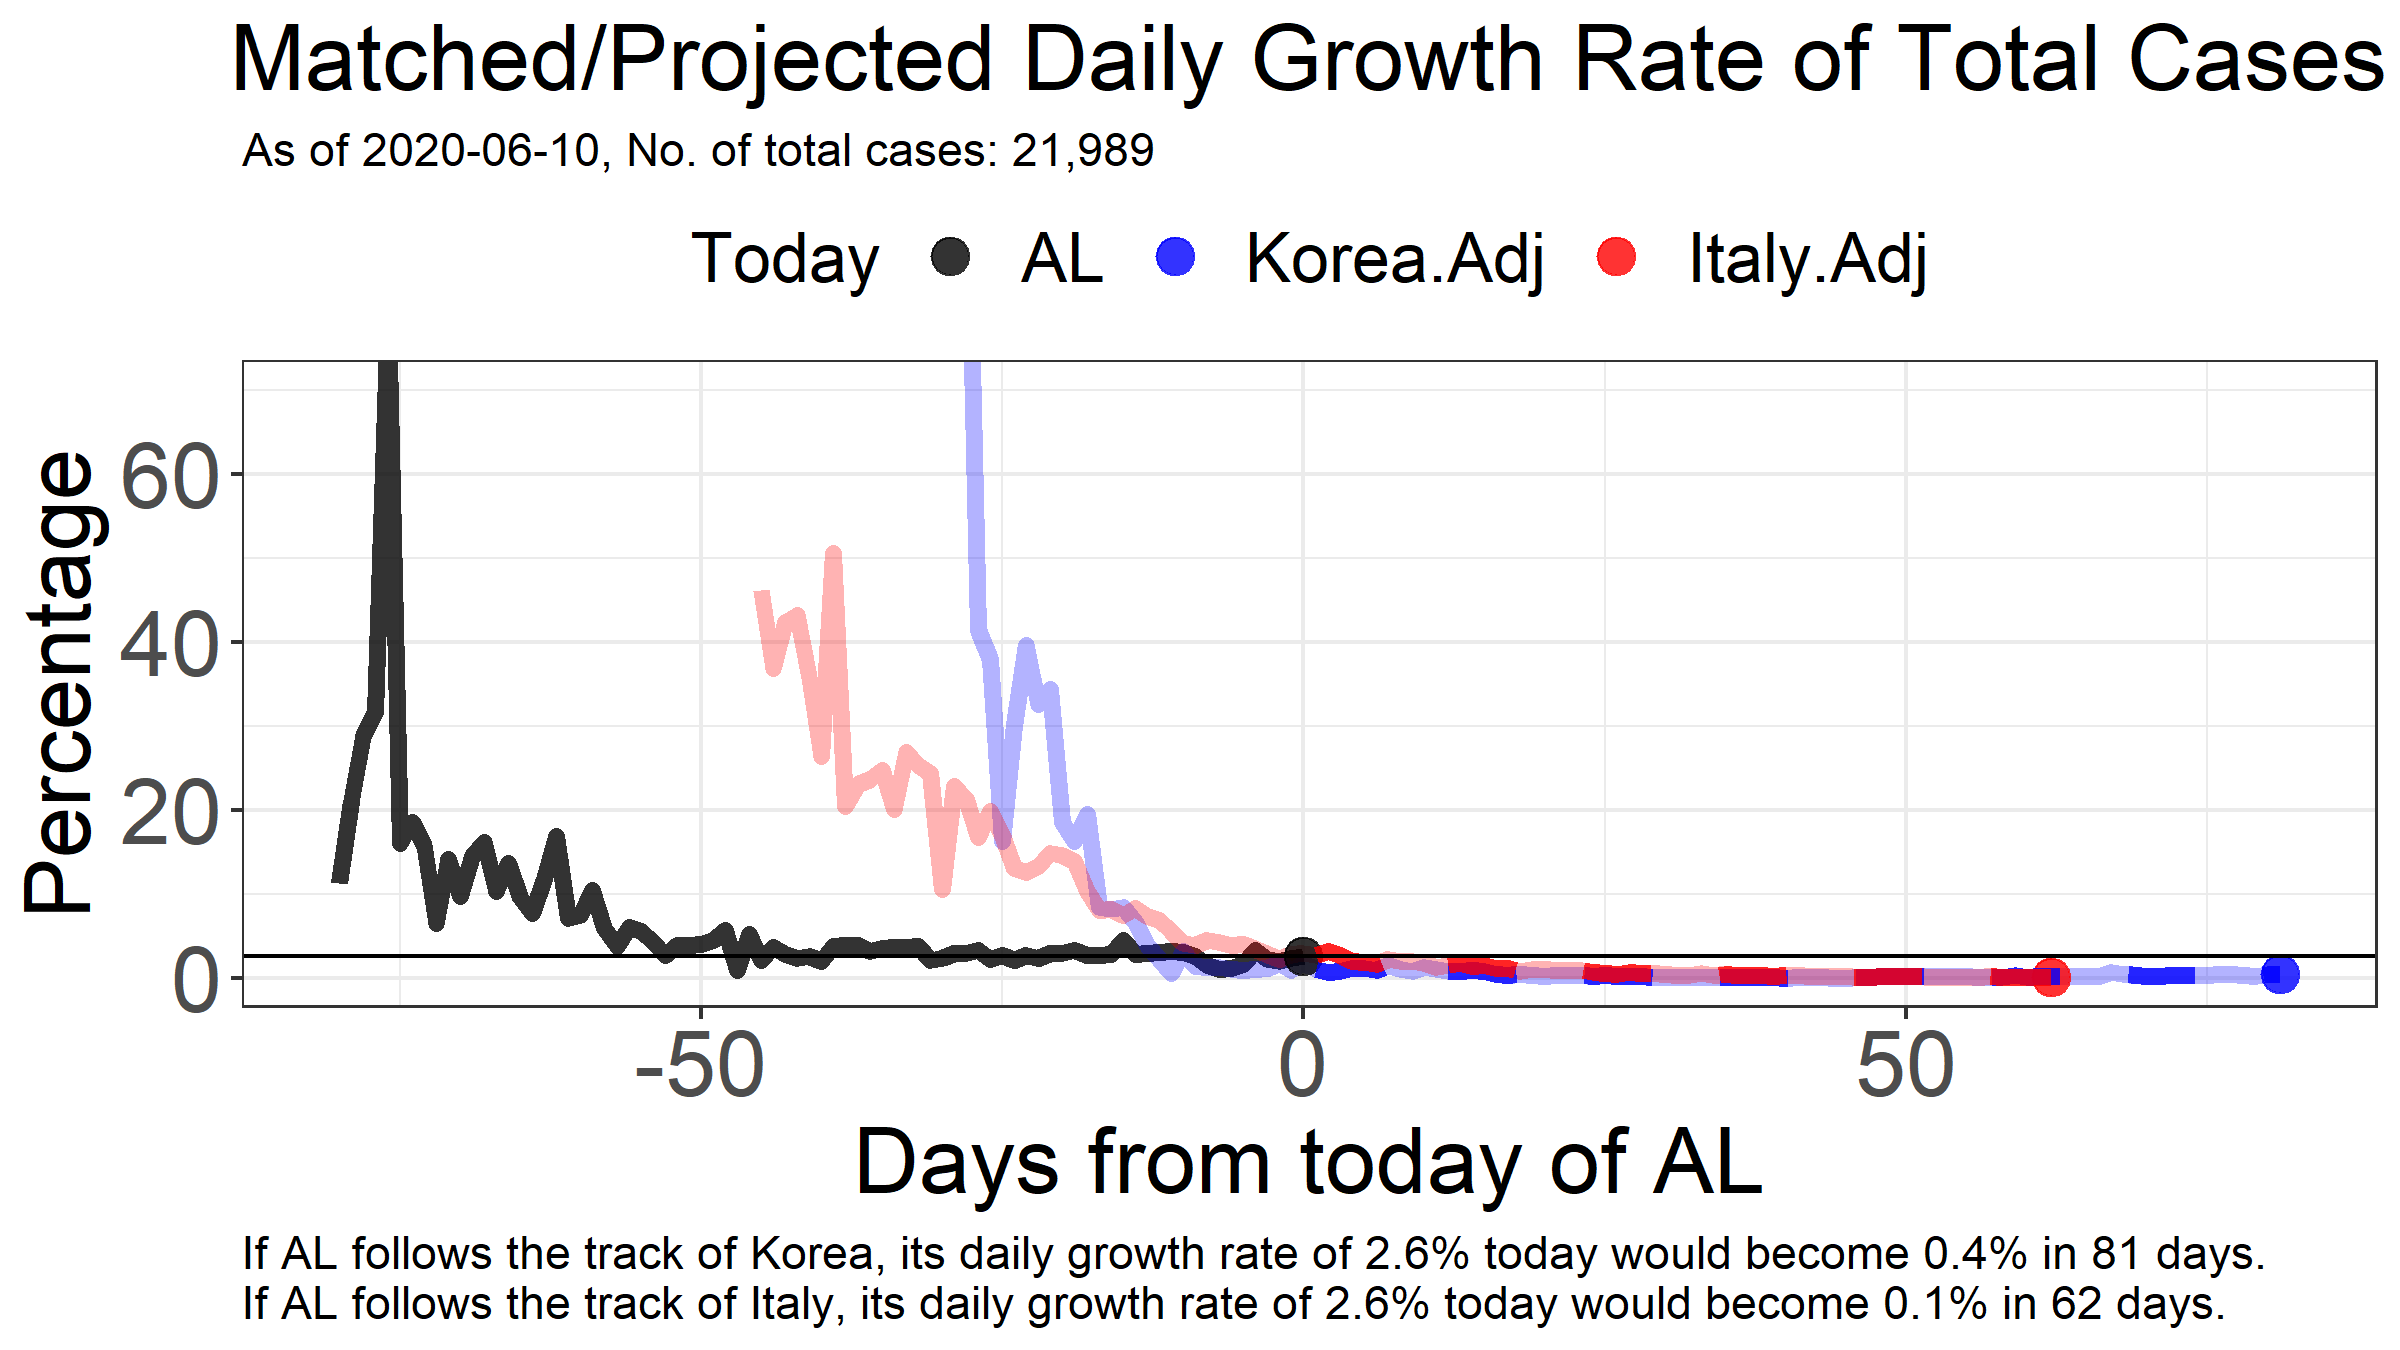 Matched/Projected Daily Growth Rate of Total Cases
As of 2020-06-10, No. of total cases: 21,989
Today AL Korea.Adj Italy.Adj
Percentage
60
40
20
0
-50 0 50
Days from today of AL
If AL follows the track of Korea, its daily growth rate of 2.6% today would become 0.4% in 81 days.
If AL follows the track of Italy, its daily growth rate of 2.6% today would become 0.1% in 62 days.